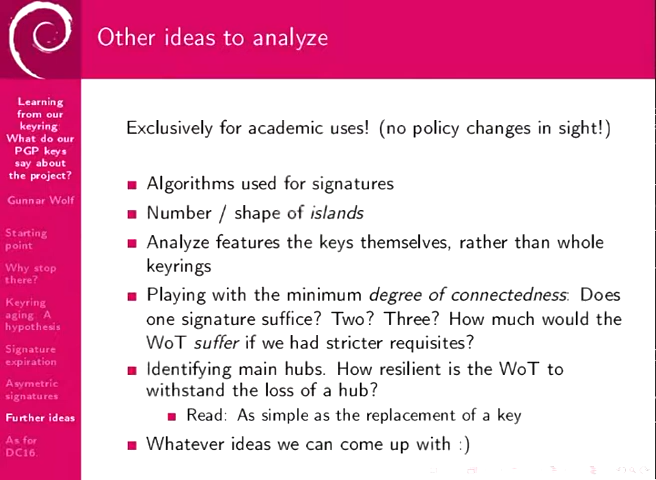 Other ideas to analyze
Learning
from our
keyring:
What do our
PGP keys
say about
the project?
Gunnar Wolf
Starting
point
Why stop
there?
Keyring
aging: A
hypothesis
Signature
expiration
Asymetric
signatures
Further ideas
As for
DC16.
Exclusively for academic uses! (no policy changes in sight!)
Algorithms used for signatures
Number / shape of islands
Analyze features the keys themselves, rather than whole
keyrings
Playing with the minimum degree of connectedness: Does
one signature suffice? Two? Three? How much would the
WoT suffer if we had stricter requisites?
Identifying main hubs. How resilient is the WoT to
withstand the loss of a hub?
Read: As simple as the replacement of a key
Whatever ideas we can come up with :)